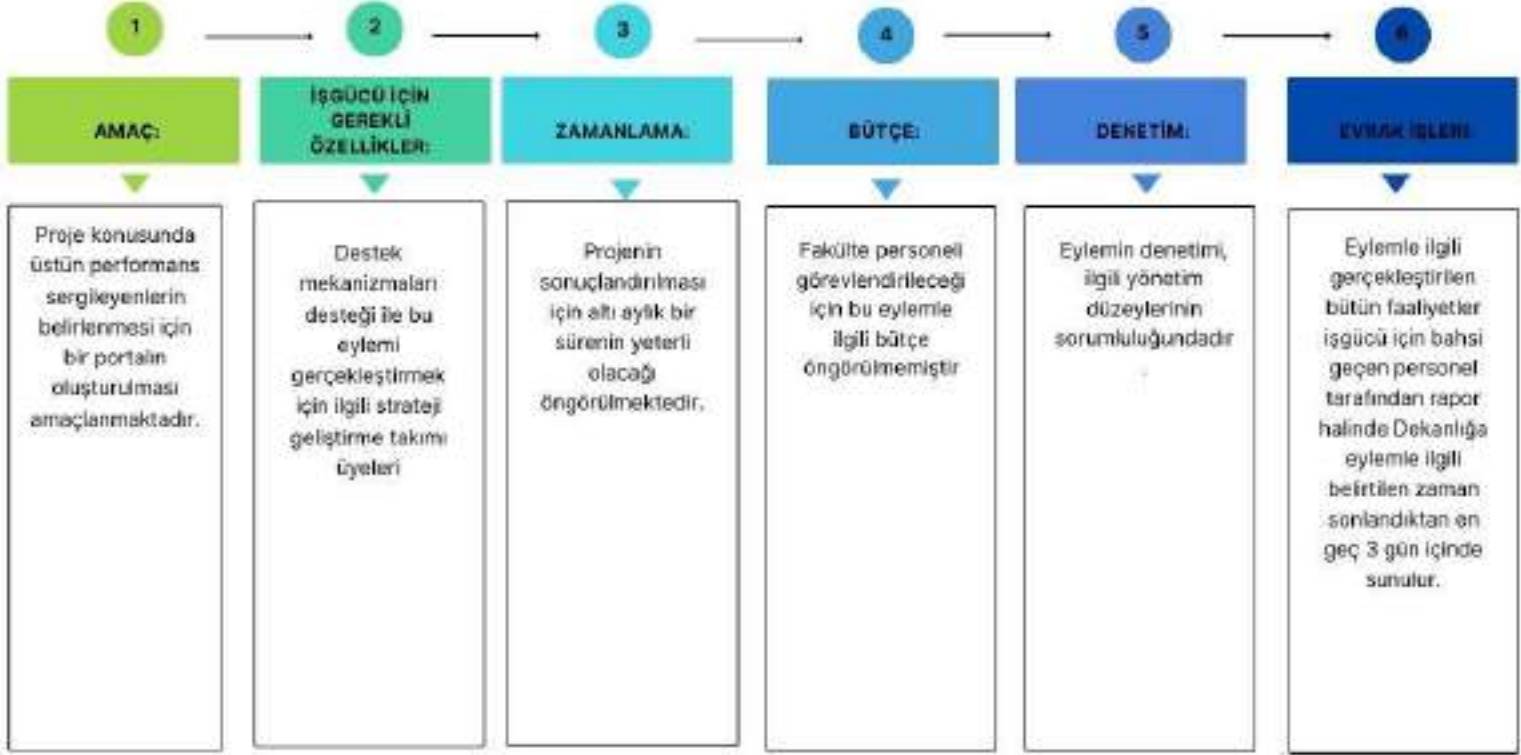 1
2
3
4
5
6
AMAÇ:
İŞGÜCÜ İÇİN
GEREKLİ
ÖZELLİKLER:
ZAMANLAMA:
BÜTÇE:
DENETİM:
EVRAK İŞLERİ:
Proje konusunda
üstün performans
sergileyenlerin
belirlenmesi için
bir portalın
oluşturulması
amaçlanmaktadır.
Destek
mekanizmaları
desteği ile bu
eylemi
gerçekleştirmek
için ilgili strateji
geliştirme takımı
üyeleri
Projenin
sonuçlandırılması
için altı aylık bir
sürenin yeterli
olacağı
öngörülmektedir.
Fakülte personeli
görevlendirileceği
için bu eylemle
ilgili bütçe
öngörülmemiştir
Eylemin denetimi,
ilgili yönetim
düzeylerinin
sorumluluğundadır
.
Eylemle ilgili
gerçekleştirilen
bütün faaliyetler
işgücü için bahsi
geçen personel
tarafından rapor
halinde Dekanlığa
eylemle ilgili
belirtilen zaman
sonlandıktan en
geç 3 gün içinde
sunulur.